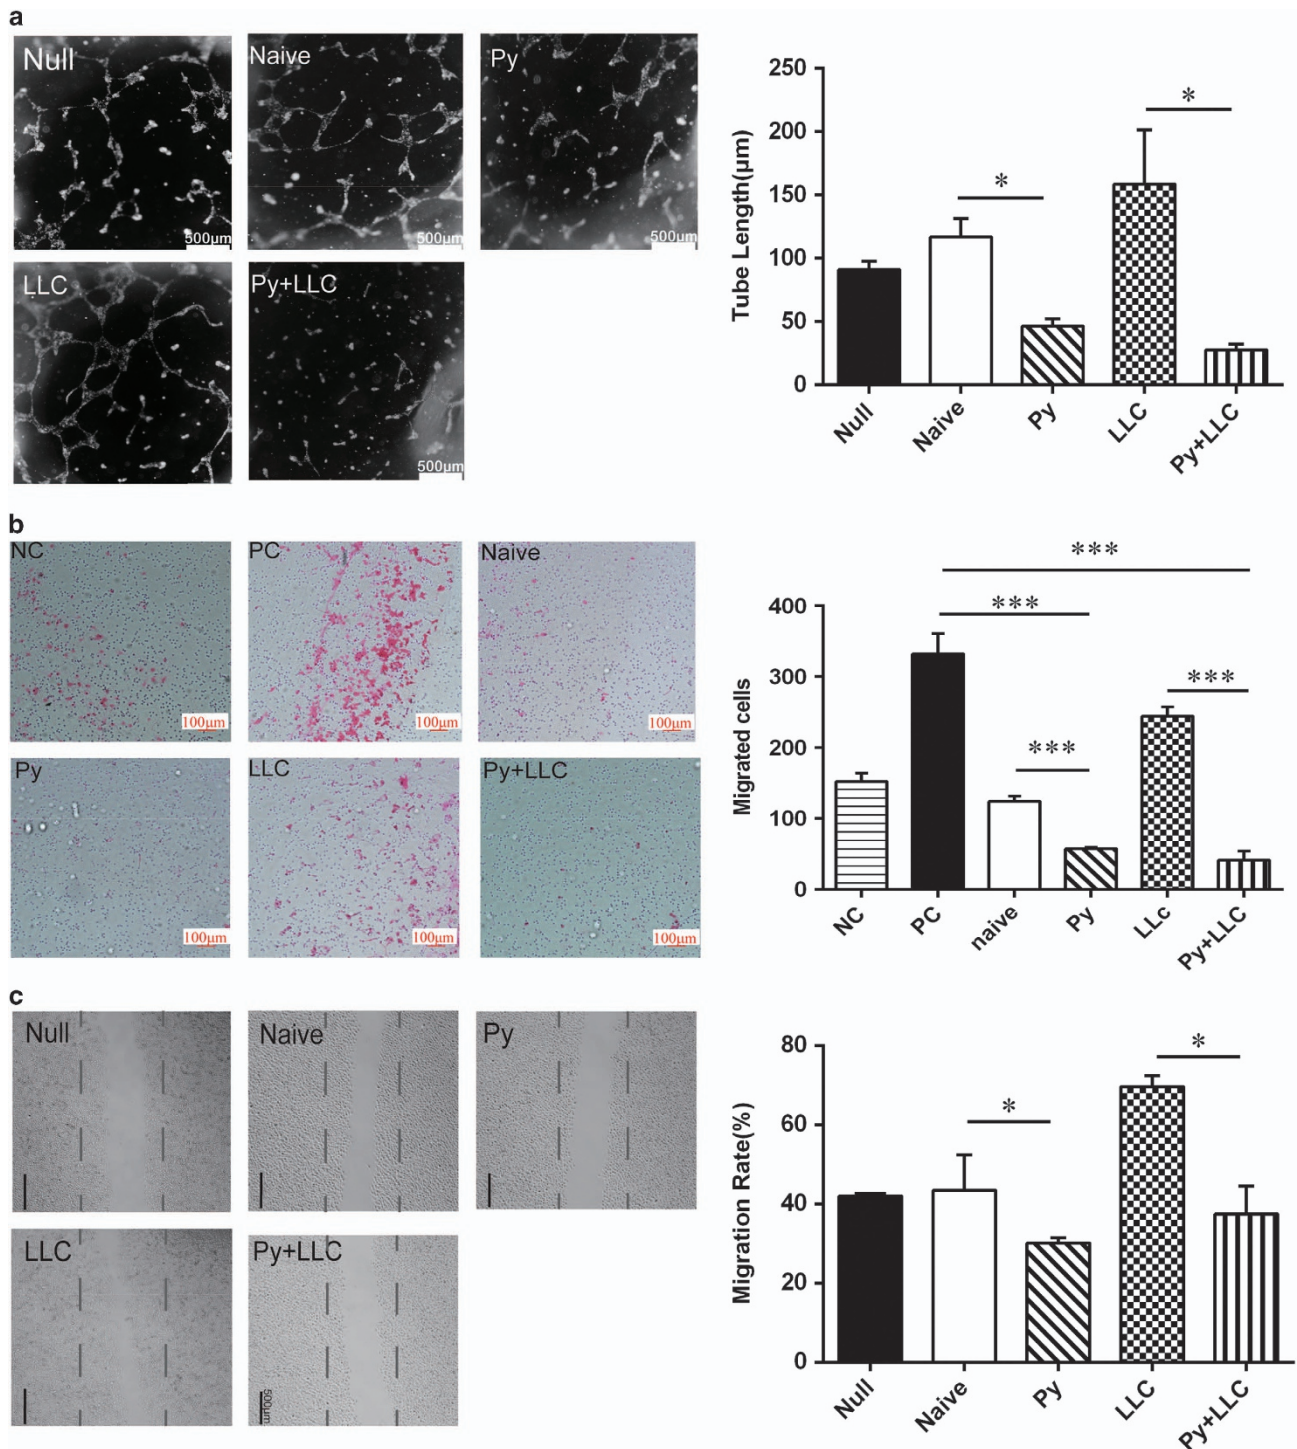 a
Null
500µm
Naive
500µm
Py
500µm
LLC
Py+LLC
500µm
Tube Length(µm)
250
200
150
100
50
0
*
*
Null
Naive
Py
LLC
Py+LLC
b
NC
100µm
PC
100µm
Naive
100µm
Py
100µm
LLC
100µm
Py+LLC
100µm
Migrated cells
400
300
200
100
0
***
***
***
***
NC
PC
naive
Py
LLc
Py+LLC
c
Null
Naive
Py
LLC
Py+LLC
500µm
Migration Rate(%)
80
60
40
20
0
*
*
Null
Naive
Py
LLC
Py+LLC